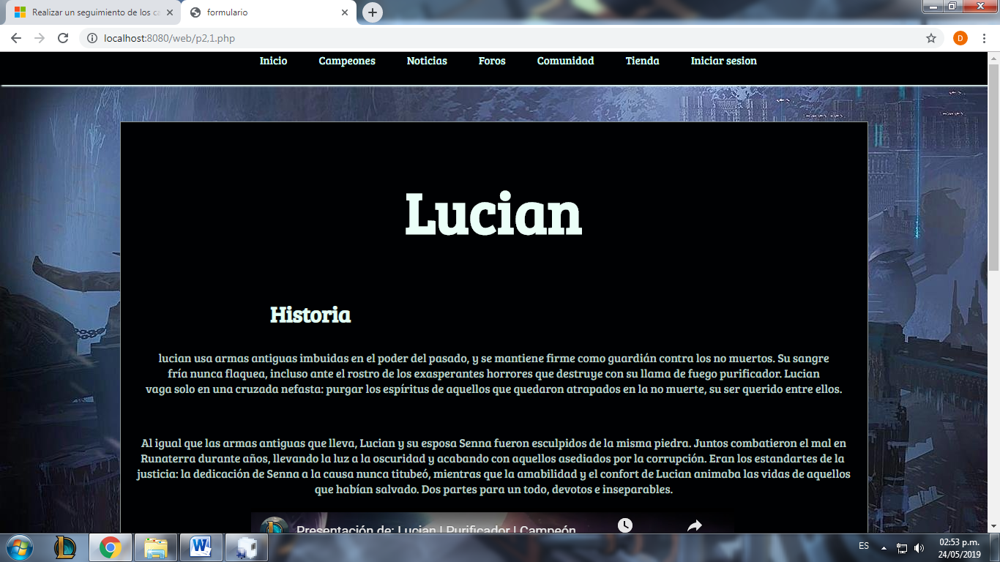 Realizar un seguimiento de los ca
formulario
localhost:8080/web/p2,1.php
D
Inicio Campeones Noticias Foros Comunidad Tienda Iniciar sesion
Lucian
Historia
lucian usa armas antiguas imbuidas en el poder del pasado, y se mantiene firme como guardián contra los no muertos. Su sangre
fría nunca flaquea, incluso ante el rostro de los exasperantes horrores que destruye con su llama de fuego purificador. Lucian
vaga solo en una cruzada nefasta: purgar los espíritus de aquellos que quedaron atrapados en la no muerte, su ser querido entre ellos.
Al igual que las armas antiguas que lleva, Lucian y su esposa Senna fueron esculpidos de la misma piedra. Juntos combatieron el mal en
Runaterra durante años, llevando la luz a la oscuridad y acabando con aquellos asediados por la corrupción. Eran los estandartes de la
justicia: la dedicación de Senna a la causa nunca titubeó, mientras que la amabilidad y el confort de Lucian animaba las vidas de aquellos
que habían salvado. Dos partes para un todo, devotos e inseparables.
Presentación de: Lucian | Purificador | Campeón
ES
02:53 p.m.
24/05/2019